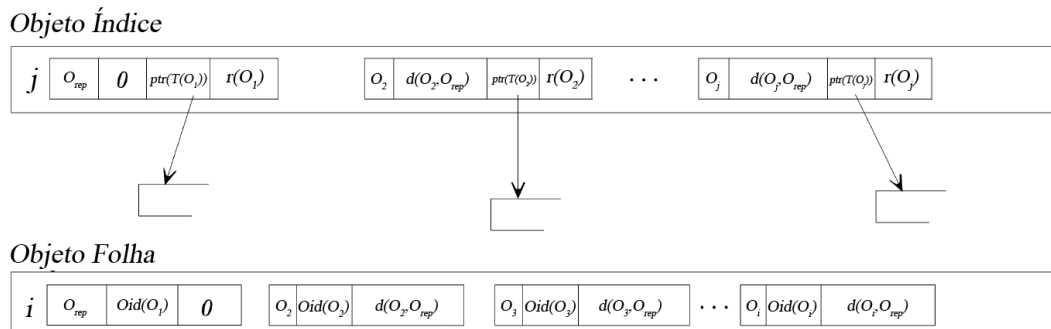 Objeto Índice
j O_rep 0 ptr(T(O_1)) r(O_1) O_2 d(O_2,O_rep) ptr(T(O_2)) r(O_2) · · · O_j d(O_j,O_rep) ptr(T(O_j)) r(O_j)
Objeto Folha
i O_rep Oid(O_1) 0 O_2 Oid(O_2) d(O_2,O_rep) O_3 Oid(O_3) d(O_3,O_rep) · · · O_i Oid(O_i) d(O_i,O_rep)